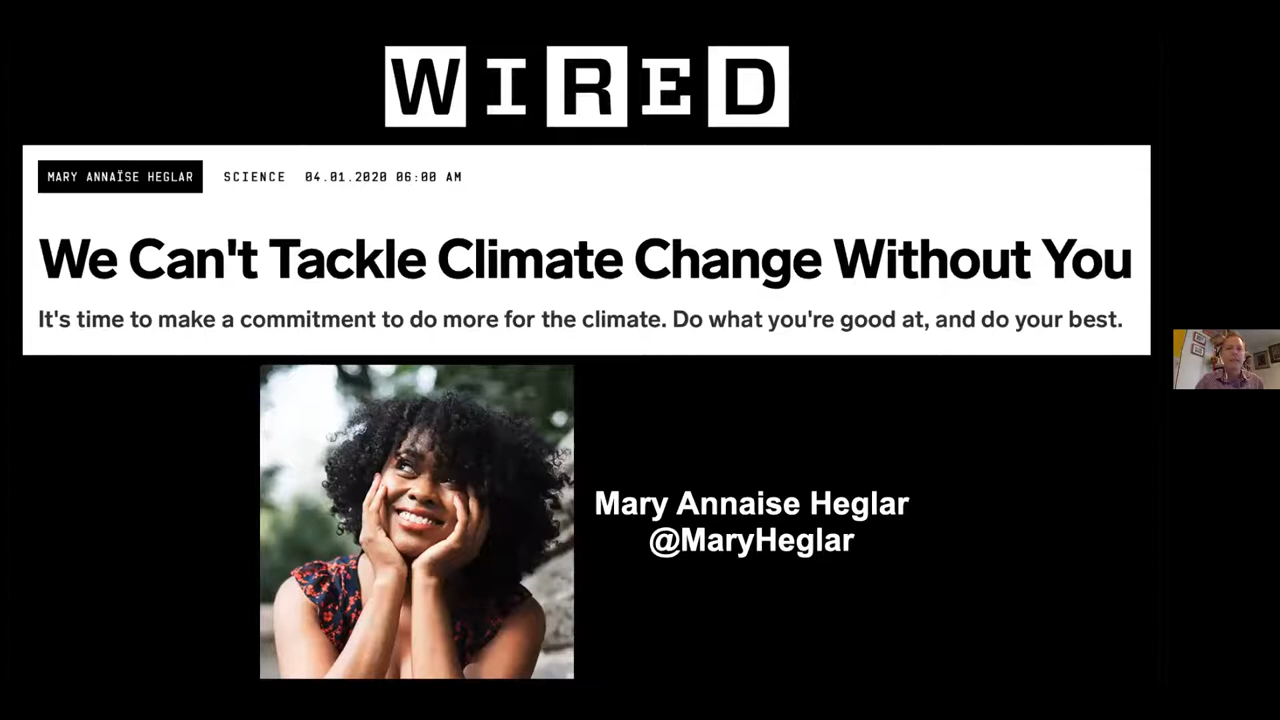 WIRED
MARY ANNAÏSE HEGLAR SCIENCE 04.01.2020 06:00 AM
We Can't Tackle Climate Change Without You
It's time to make a commitment to do more for the climate. Do what you're good at, and do your best.
Mary Annaise Heglar
@MaryHeglar